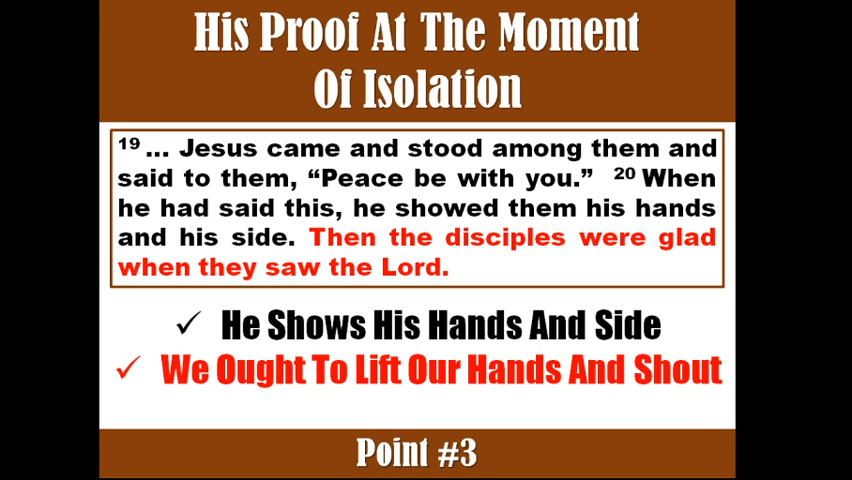 His Proof At The Moment
Of Isolation
19 ... Jesus came and stood among them and
said to them, “Peace be with you.” 20 When
he had said this, he showed them his hands
and his side. Then the disciples were glad
when they saw the Lord.
✓ He Shows His Hands And Side
✓ We Ought To Lift Our Hands And Shout
Point #3